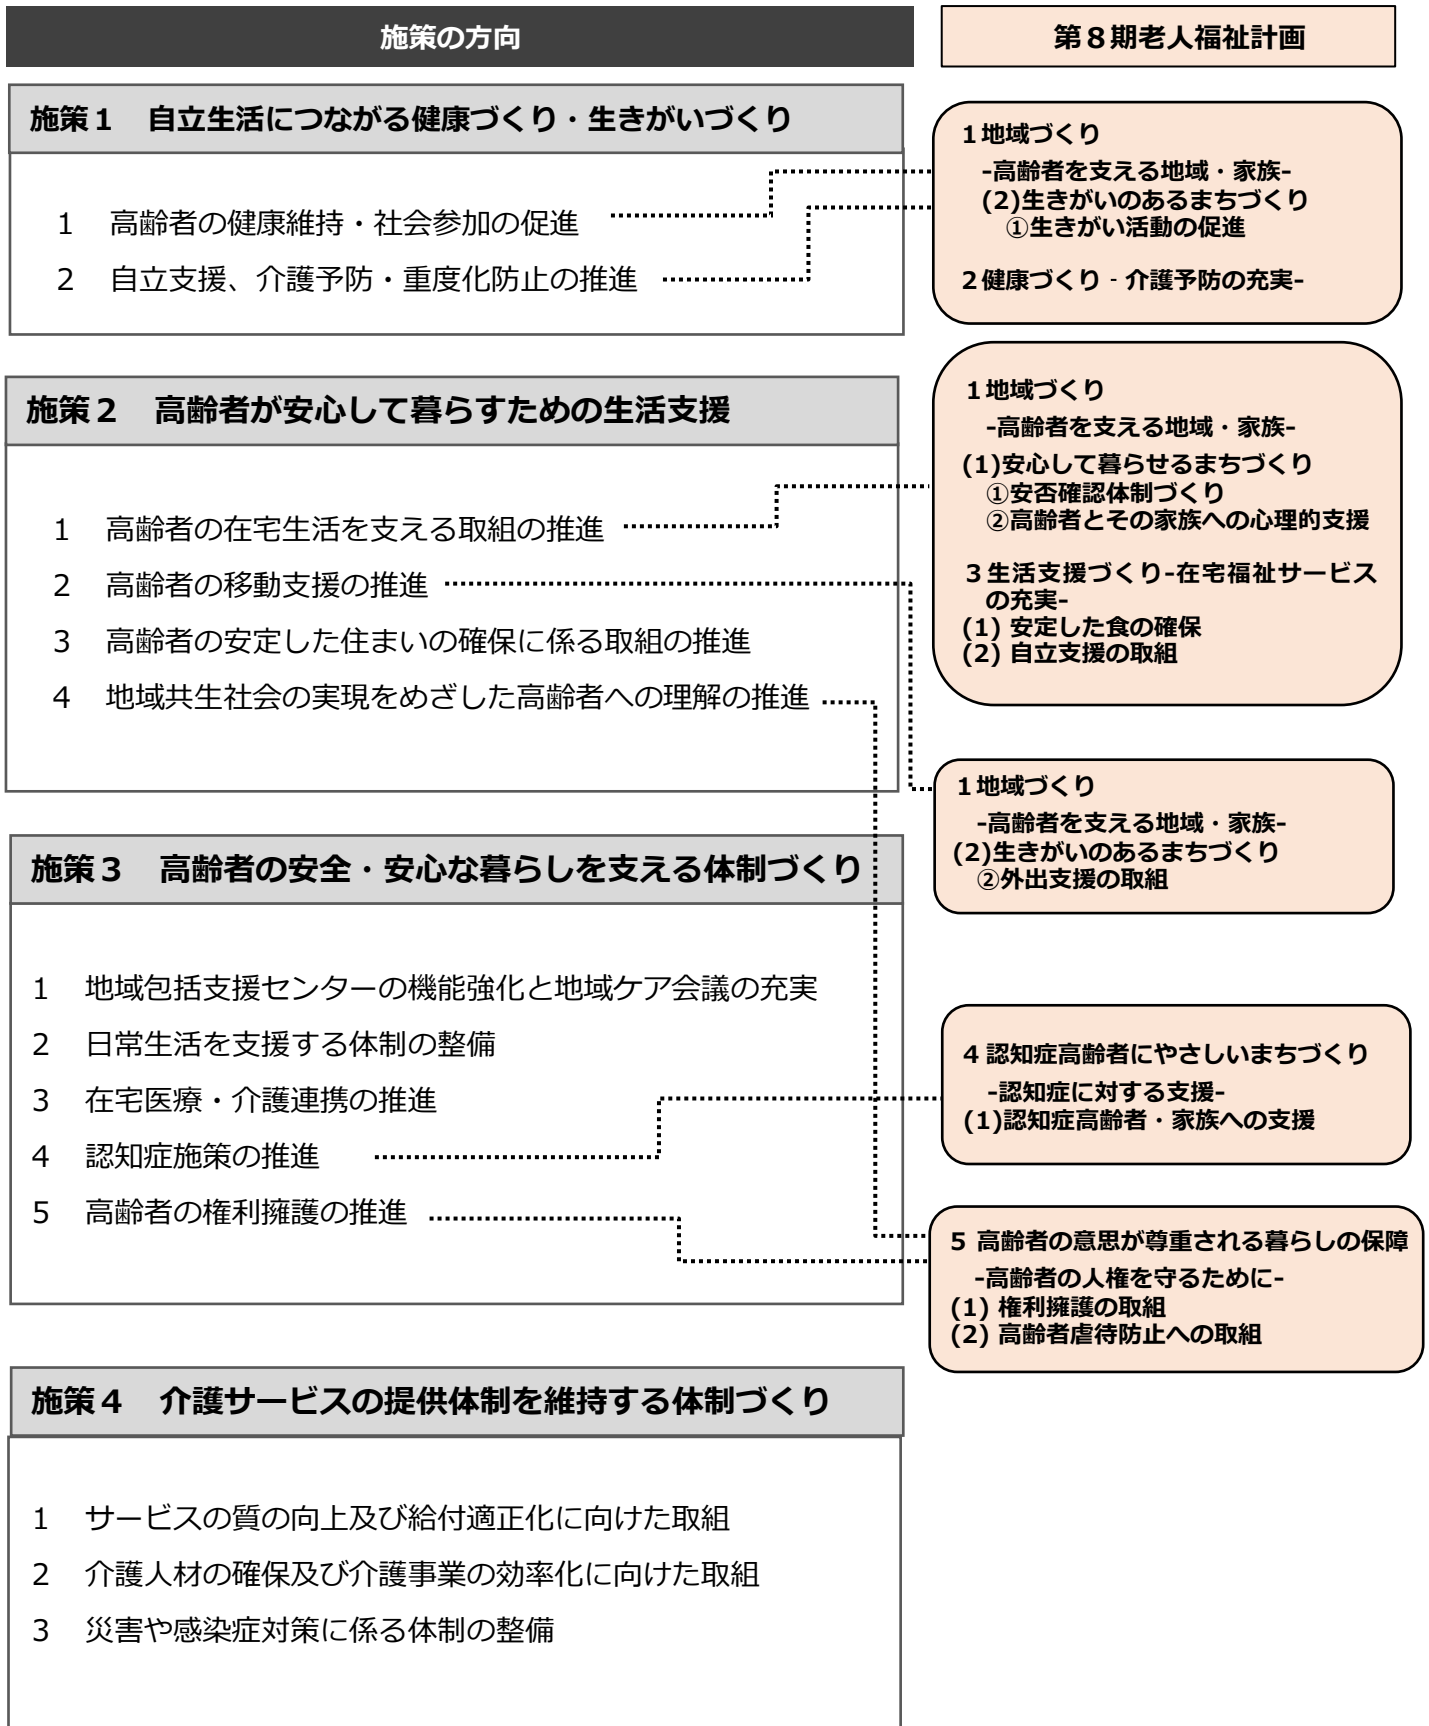 施策の方向
第８期老人福祉計画
施策１　自立生活につながる健康づくり・生きがいづくり
1　高齢者の健康維持・社会参加の促進
2　自立支援、介護予防・重度化防止の推進
１地域づくり
-高齢者を支える地域・家族-
(2)生きがいのあるまちづくり
①生きがい活動の促進
２健康づくり‐介護予防の充実-
施策２　高齢者が安心して暮らすための生活支援
1　高齢者の在宅生活を支える取組の推進
2　高齢者の移動支援の推進
3　高齢者の安定した住まいの確保に係る取組の推進
4　地域共生社会の実現をめざした高齢者への理解の推進
１地域づくり
-高齢者を支える地域・家族-
(1)安心して暮らせるまちづくり
①安否確認体制づくり
②高齢者とその家族への心理的支援
３生活支援づくり-在宅福祉サービス
の充実-
(1) 安定した食の確保
(2) 自立支援の取組
１地域づくり
-高齢者を支える地域・家族-
(2)生きがいのあるまちづくり
②外出支援の取組
施策３　高齢者の安全・安心な暮らしを支える体制づくり
1　地域包括支援センターの機能強化と地域ケア会議の充実
2　日常生活を支援する体制の整備
3　在宅医療・介護連携の推進
4　認知症施策の推進
5　高齢者の権利擁護の推進
４認知症高齢者にやさしいまちづくり
-認知症に対する支援-
(1)認知症高齢者・家族への支援
5 高齢者の意思が尊重される暮らしの保障
-高齢者の人権を守るために-
(1) 権利擁護の取組
(2) 高齢者虐待防止への取組
施策４　介護サービスの提供体制を維持する体制づくり
1　サービスの質の向上及び給付適正化に向けた取組
2　介護人材の確保及び介護事業の効率化に向けた取組
3　災害や感染症対策に係る体制の整備